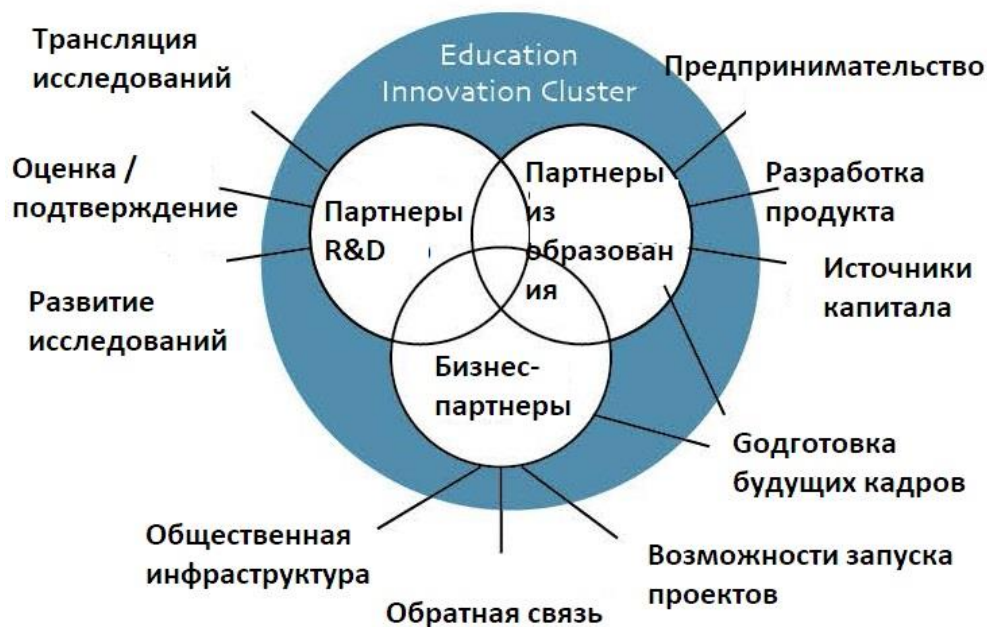 Education
Innovation Cluster
Трансляция
исследований
Оценка /
подтверждение
Развитие
исследований
Партнеры
R&D
Партнеры
из
образован
ия
Бизнес-
партнеры
Предпринимательство
Разработка
продукта
Источники
капитала
Gодготовка
будущих кадров
Возможности запуска
проектов
Обратная связь
Общественная
инфраструктура